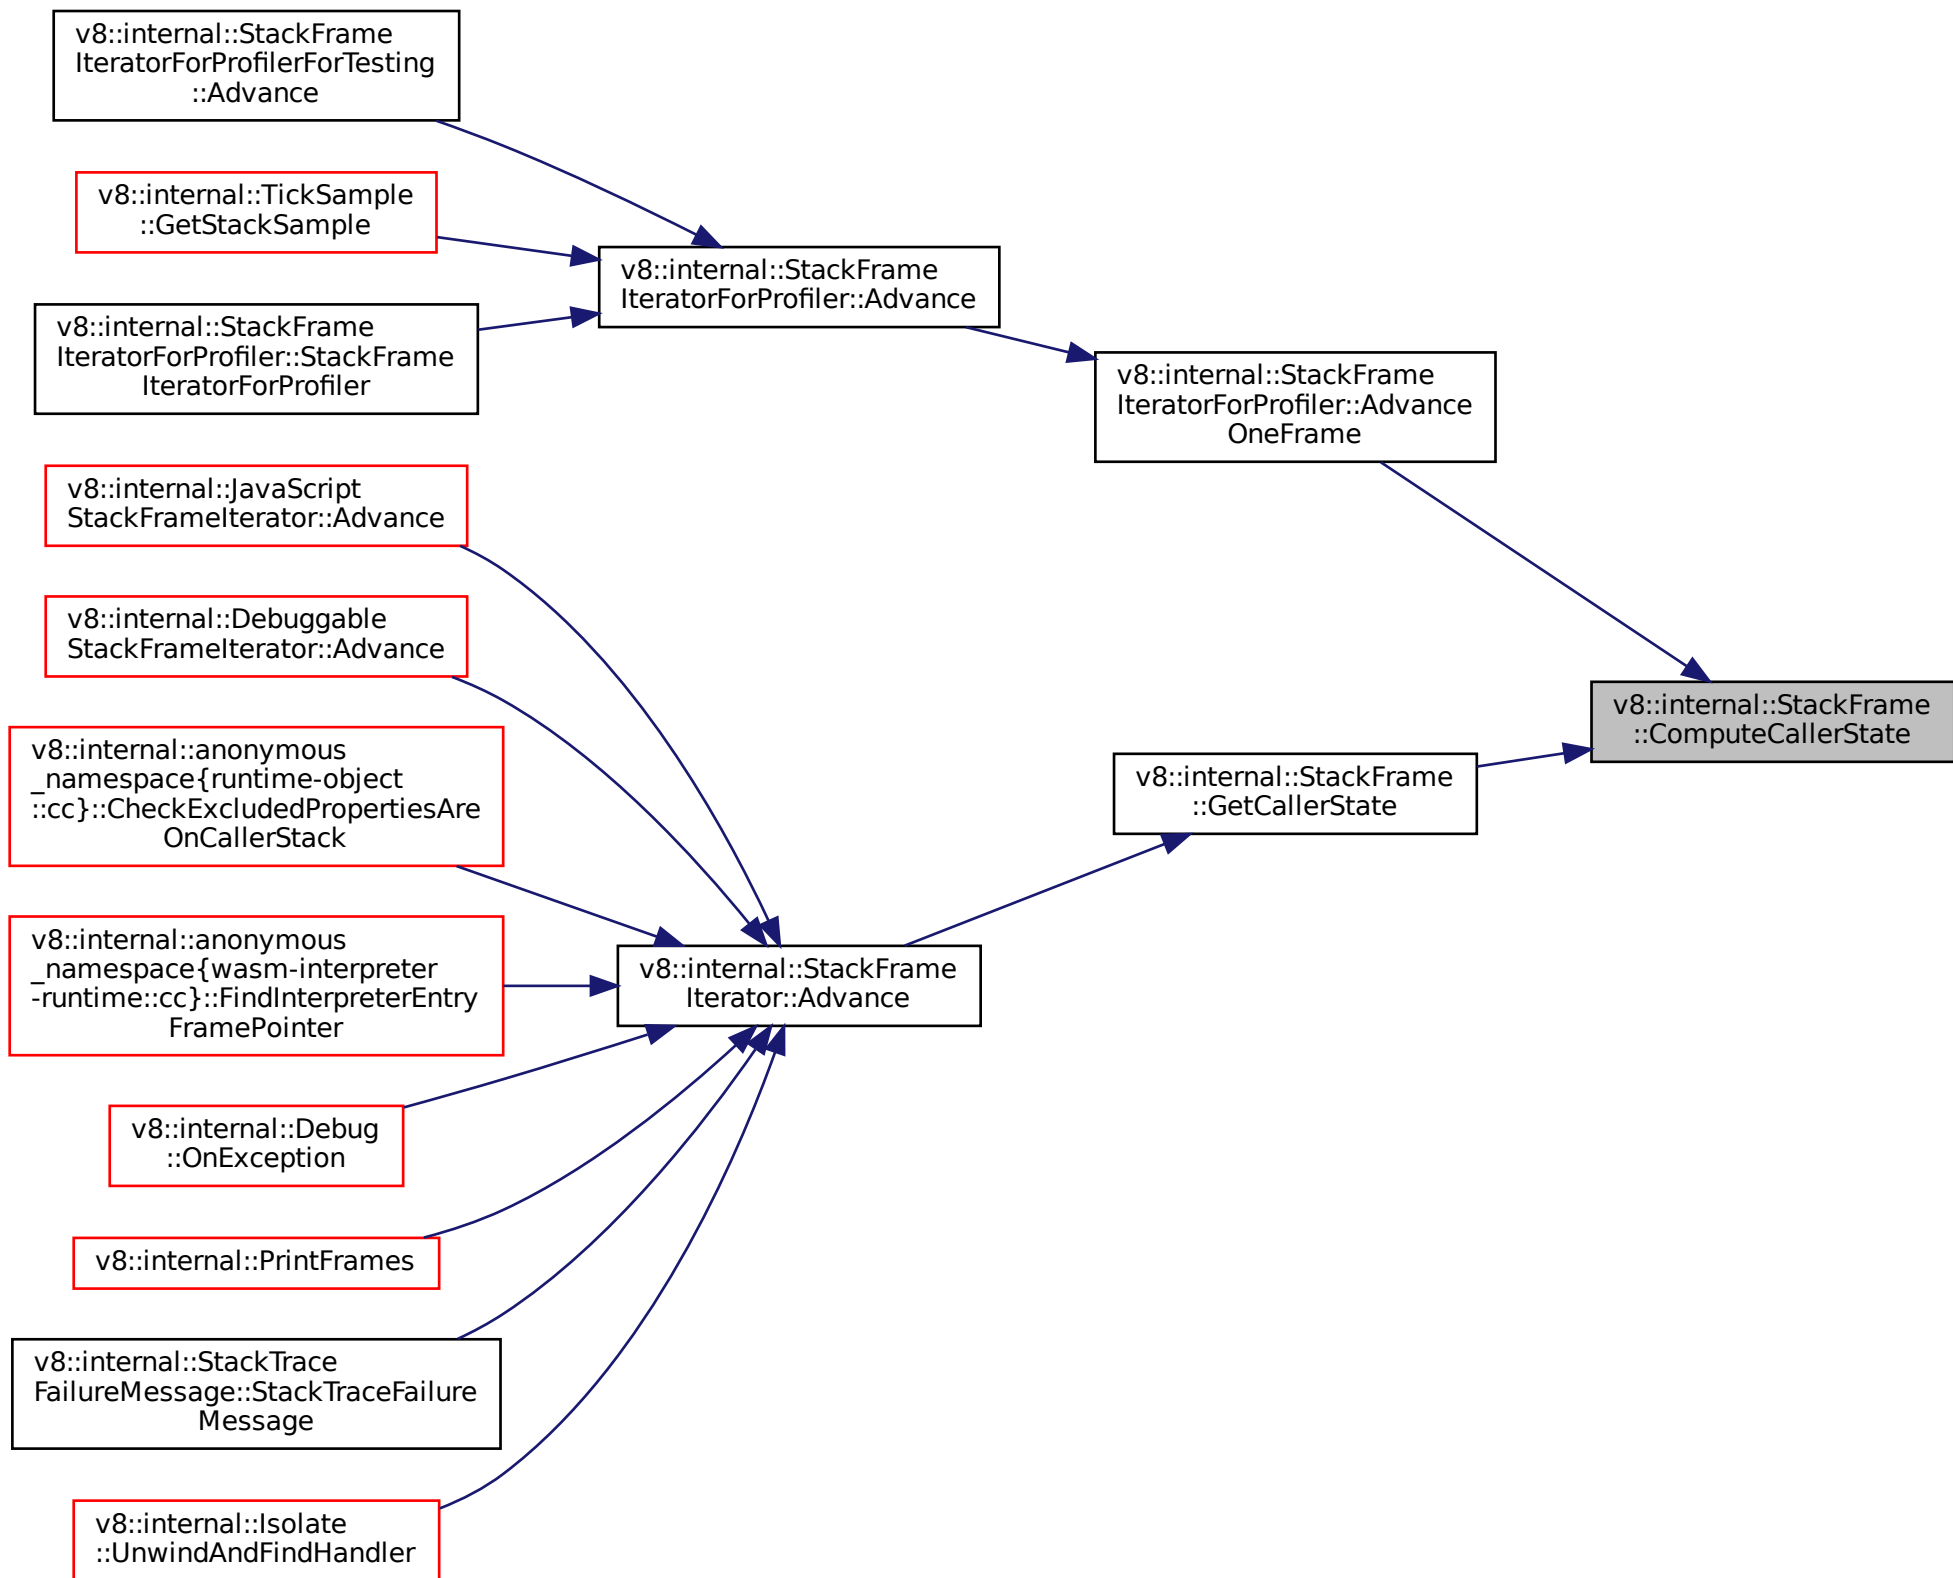 v8::internal::StackFrame
IteratorForProfilerForTesting
::Advance
v8::internal::TickSample
::GetStackSample
v8::internal::StackFrame
IteratorForProfiler::Advance
v8::internal::StackFrame
IteratorForProfiler::StackFrame
IteratorForProfiler
v8::internal::StackFrame
IteratorForProfiler::Advance
OneFrame
v8::internal::JavaScript
StackFrameIterator::Advance
v8::internal::Debuggable
StackFrameIterator::Advance
v8::internal::StackFrame
::ComputeCallerState
v8::internal::anonymous
_namespace{runtime-object
::cc}::CheckExcludedPropertiesAre
OnCallerStack
v8::internal::StackFrame
::GetCallerState
v8::internal::anonymous
_namespace{wasm-interpreter
-runtime::cc}::FindInterpreterEntry
FramePointer
v8::internal::StackFrame
Iterator::Advance
v8::internal::Debug
::OnException
v8::internal::PrintFrames
v8::internal::StackTrace
FailureMessage::StackTraceFailure
Message
v8::internal::Isolate
::UnwindAndFindHandler